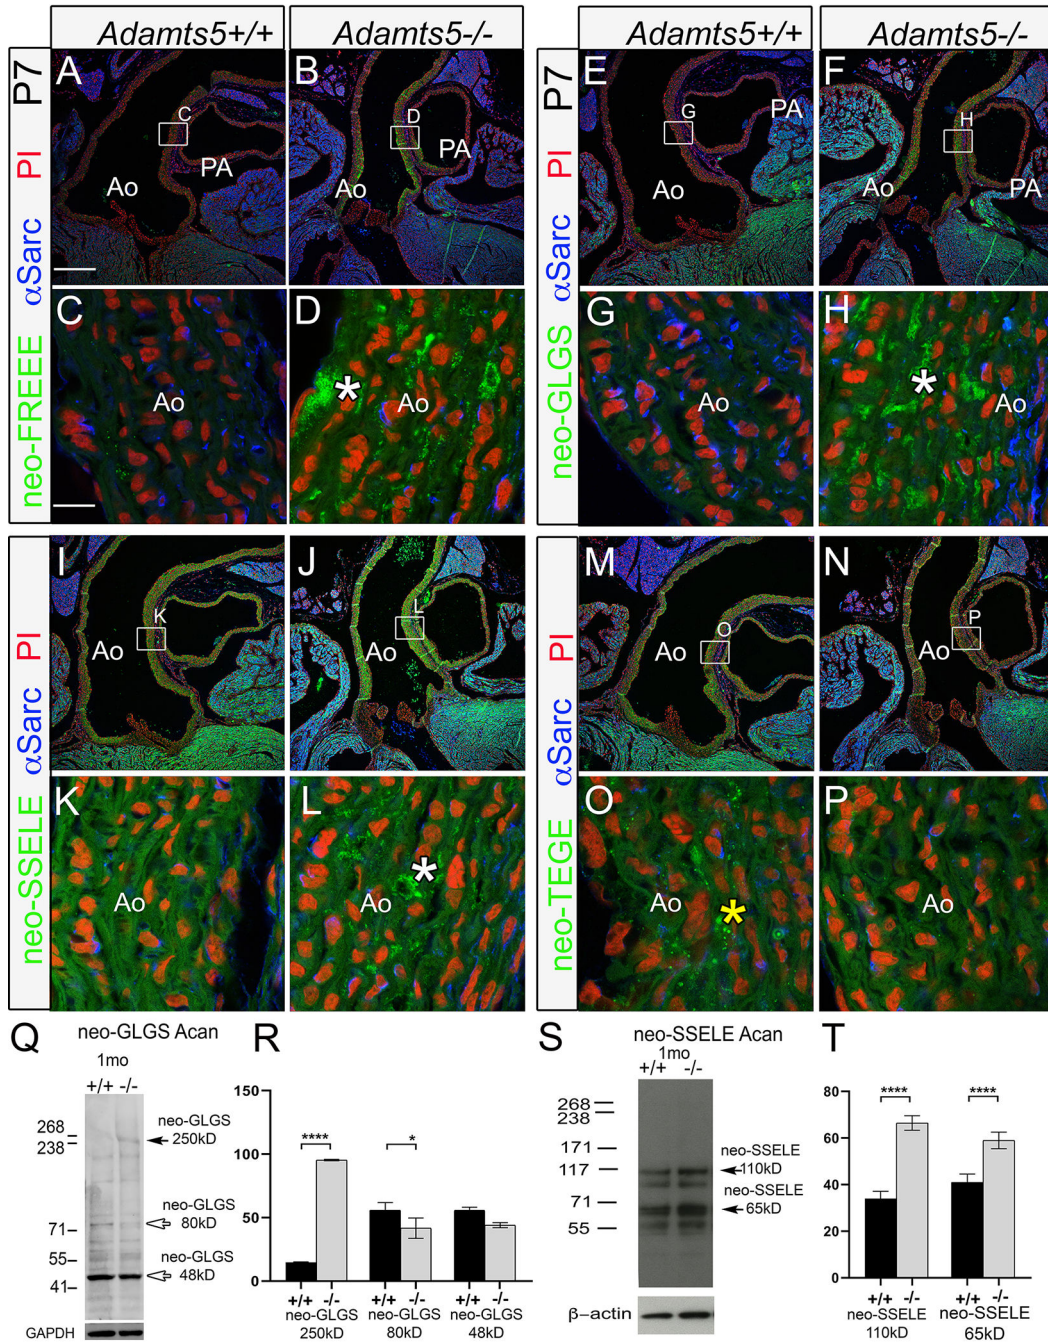 Adamts5+/+
Adamts5-/-
Adamts5+/+
Adamts5-/-
P7
neo-FREEE αSarc PI
A
C
Ao
PA
B
D
Ao
PA
C
Ao
D
*
Ao
P7
neo-GLGS αSarc PI
E
G
Ao
PA
F
H
Ao
PA
G
Ao
H
*
Ao
neo-SSELE αSarc PI
I
K
Ao
J
L
Ao
K
Ao
L
*
neo-TEGE αSarc PI
M
O
Ao
N
P
Ao
O
Ao
*
P
Ao
Q
neo-GLGS Acan
1mo
+/+ -/-
268
238
71
55
41
neo-GLGS
250kD
neo-GLGS
80kD
neo-GLGS
48kD
GAPDH
R
100
50
0
****
*
+/+ -/- +/+ -/- +/+ -/-
neo-GLGS neo-GLGS neo-GLGS
250kD 80kD 48kD
S
neo-SSELE Acan
1mo
+/+ -/-
268
238
171
117
71
55
neo-SSELE
110kD
neo-SSELE
65kD
β-actin
T
80
60
40
20
0
****
****
+/+ -/- +/+ -/-
neo-SSELE neo-SSELE
110kD 65kD